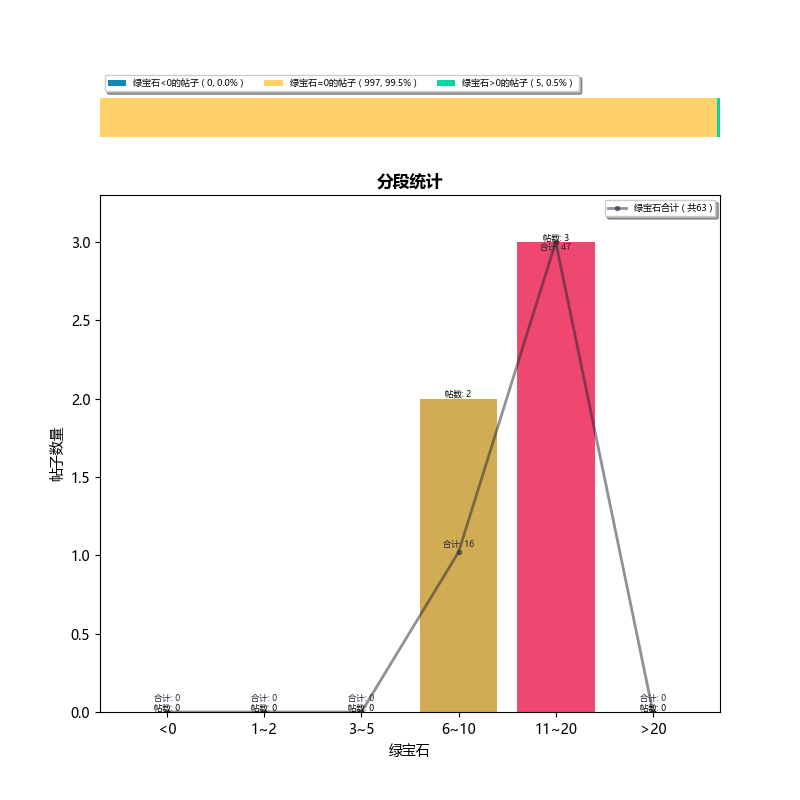 绿宝石<0的帖子 ( 0, 0.0% ) 绿宝石=0的帖子 ( 997, 99.5% ) 绿宝石>0的帖子 ( 5, 0.5% )
分段统计
绿宝石合计 ( 共63 )
帖子数量
3.0
2.5
2.0
1.5
1.0
0.5
0.0
帖数: 3
合计: 47
帖数: 2
合计: 16
合计: 0 合计: 0 合计: 0 合计: 0
帖数: 0 帖数: 0 帖数: 0 帖数: 0
<0 1~2 3~5 6~10 11~20 >20
绿宝石